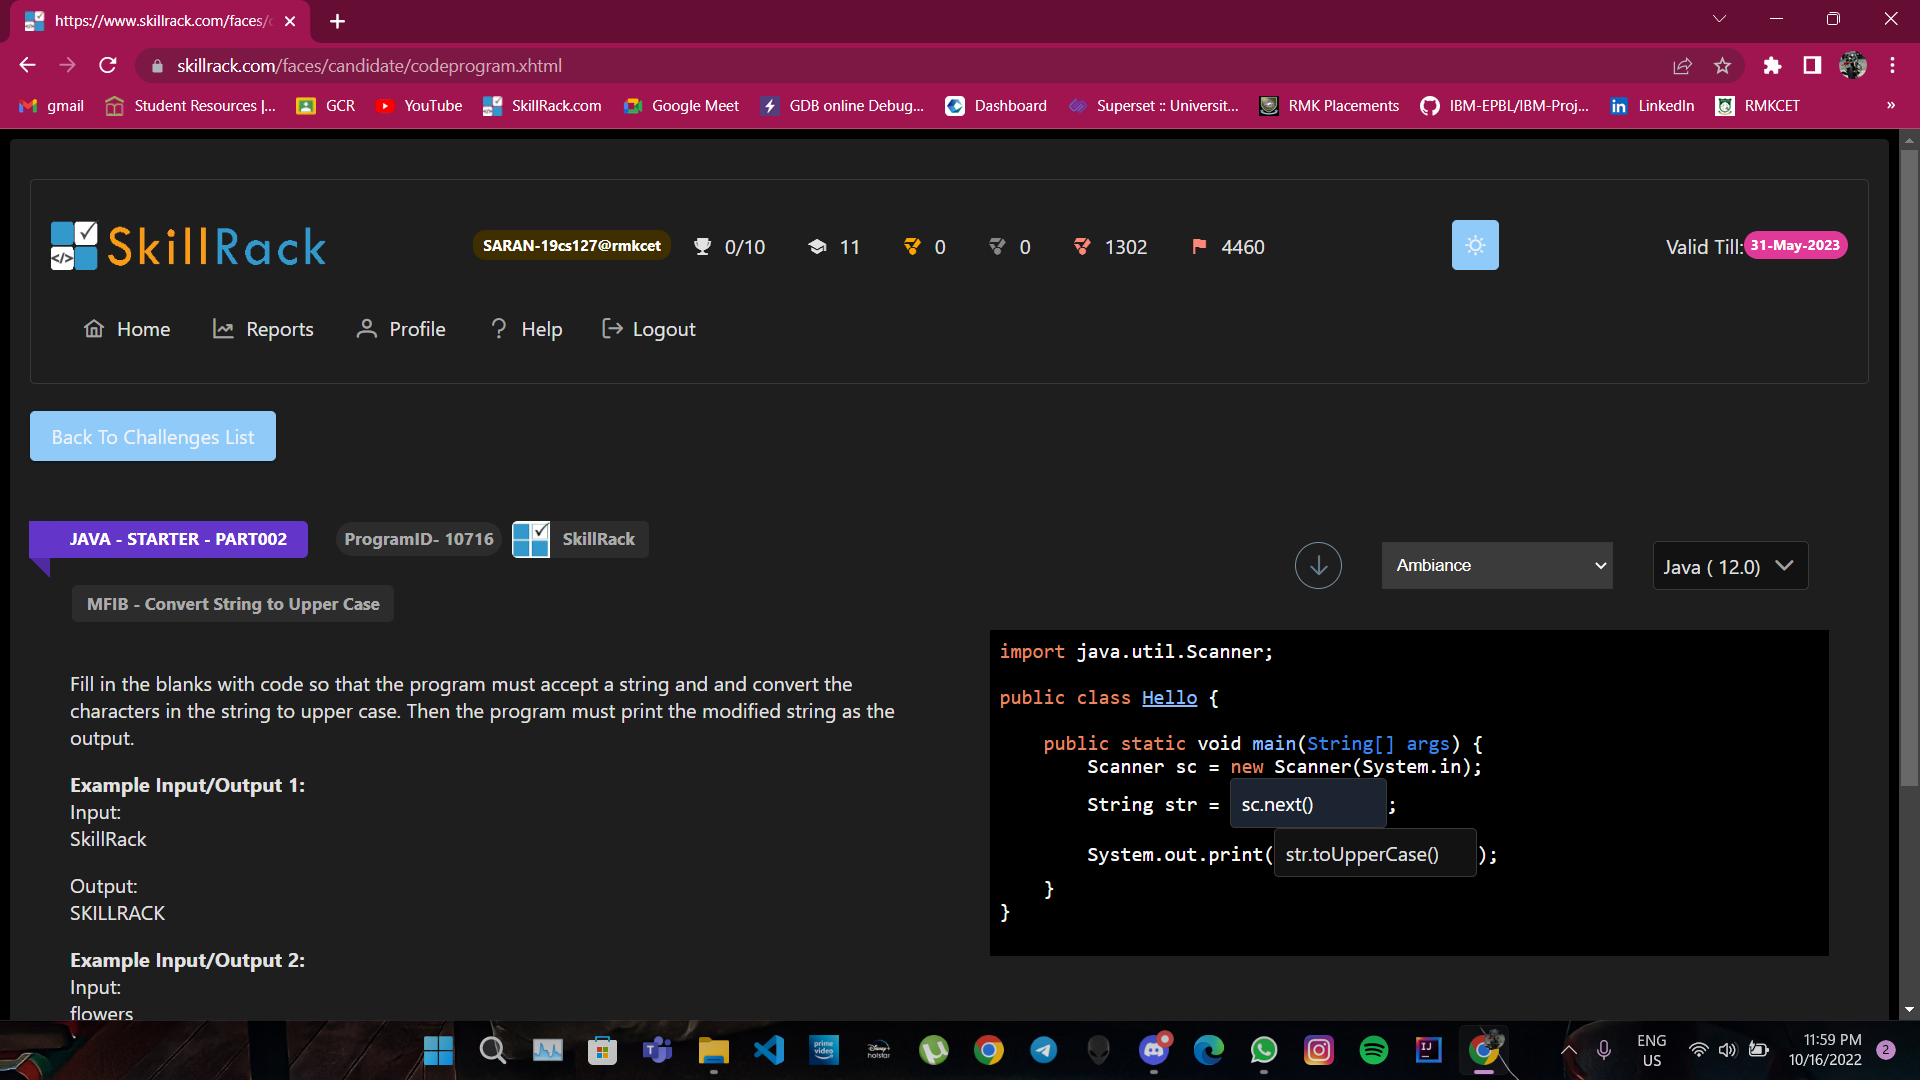 https://www.skillrack.com/faces/c
skillrack.com/faces/candidate/codeprogram.xhtml
gmail
Student Resources |...
GCR
YouTube
SkillRack.com
Google Meet
GDB online Debug...
Dashboard
Superset :: Universit...
RMK Placements
IBM-EPBL/IBM-Proj...
LinkedIn
RMKCET
»
SkillRack
SARAN-19cs127@rmkcet
0/10
11
0
0
1302
4460
Valid Till: 31-May-2023
Home
Reports
Profile
Help
Logout
Back To Challenges List
JAVA - STARTER - PART002
ProgramID- 10716
SkillRack
Ambiance
Java ( 12.0)
MFIB - Convert String to Upper Case
Fill in the blanks with code so that the program must accept a string and and convert the
characters in the string to upper case. Then the program must print the modified string as the
output.
Example Input/Output 1:
Input:
SkillRack
Output:
SKILLRACK
Example Input/Output 2:
Input:
flowers
import java.util.Scanner;
public class Hello {
public static void main(String[] args) {
Scanner sc = new Scanner(System.in);
String str = sc.next() ;
System.out.print( str.toUpperCase() );
}
}
prime video
Disney+ hotstar
IJ
ENG
US
11:59 PM
10/16/2022
2